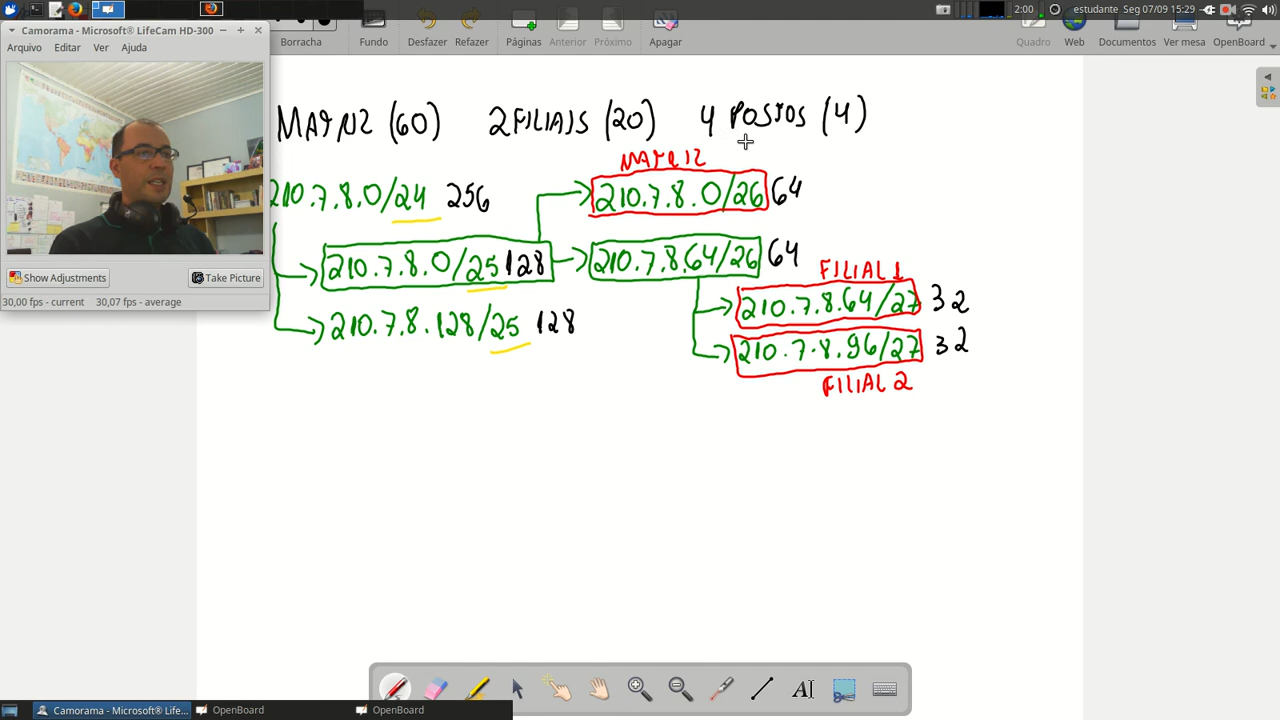 2:00 estudante Seg 07/09 15:29
Camorama - Microsoft® LifeCam HD-300
Arquivo Editar Ver Ajuda
Show Adjustments Take Picture
30,00 fps - current 30,07 fps - average
Borracha Fundo Desfazer Refazer Páginas Anterior Próximo Apagar Quadro Web Documentos Ver mesa OpenBoard
MATRIZ (60) 2 FILIAIS (20) 4 POSTOS (4)
MATRIZ
210.7.8.0/24 256
210.7.8.0/26 64
210.7.8.0/25 128
210.7.8.64/26 64
FILIAL 1
210.7.8.64/27 32
210.7.8.128/25 128
210.7.8.96/27 32
FILIAL 2
AI
Camorama - Microsoft® Life... OpenBoard OpenBoard